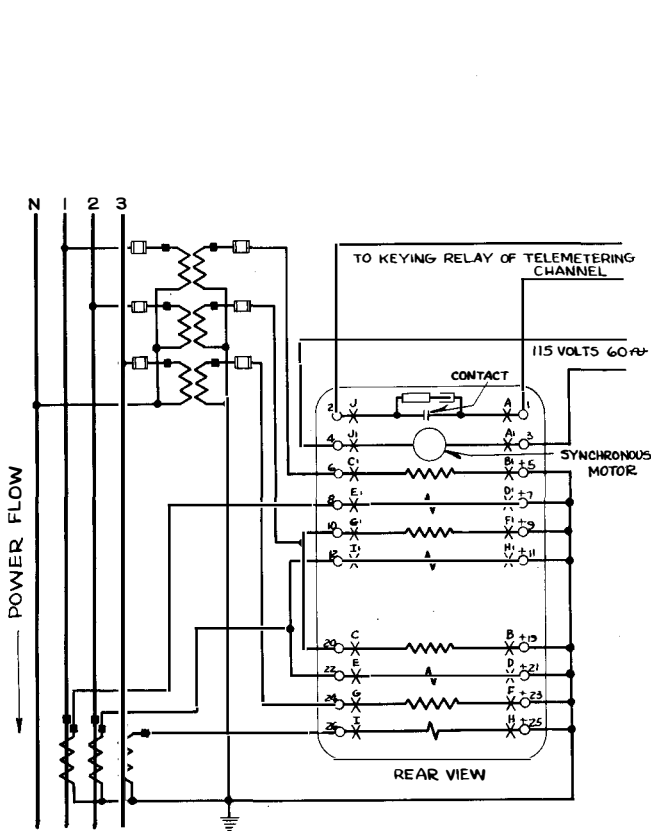 N 1 2 3
TO KEYING RELAY OF TELEMETERING
CHANNEL
115 VOLTS 60
CONTACT
2 J A 1
4 J1 A1 3
SYNCHRONOUS
MOTOR
6 C1 B1 +5
8 E1 D1 +7
10 G1 F1 +9
12 I1 H1 +11
POWER FLOW
20 C B +19
22 E D +21
24 G F +23
26 I H +25
REAR VIEW